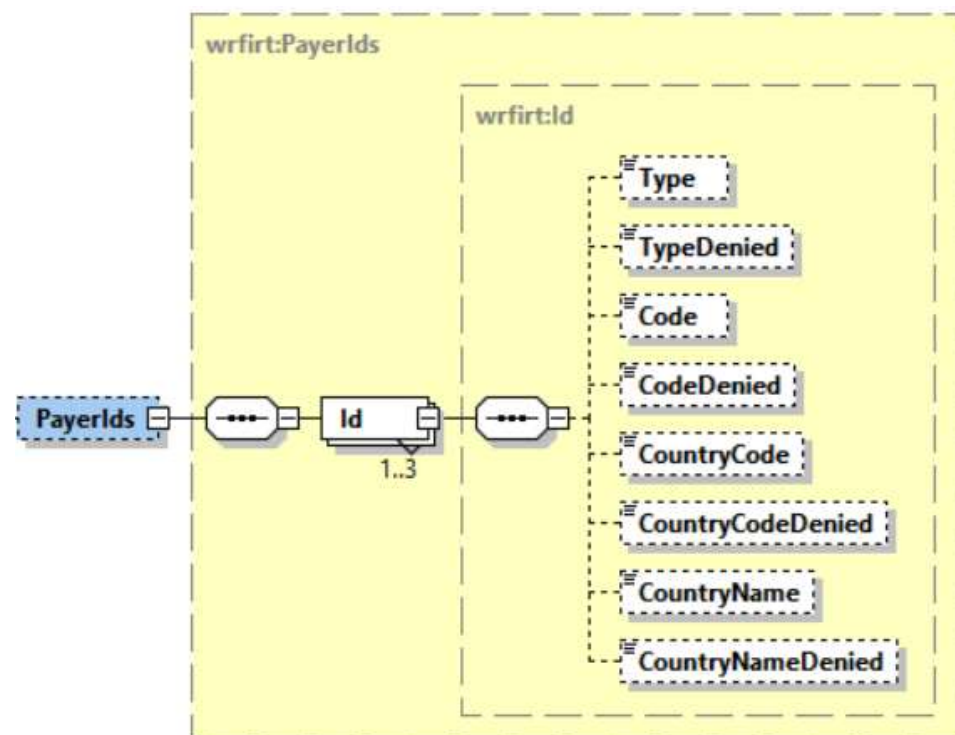 wrfirt:PayerIds
wrfirt:Id
Type
TypeDenied
Code
CodeDenied
PayerIds
Id
1..3
CountryCode
CountryCodeDenied
CountryName
CountryNameDenied